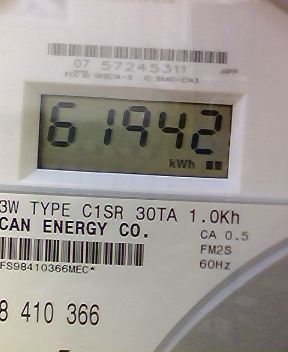 07 57245311
61942
kWh
3W TYPE C1SR 30TA 1.0Kh
CAN ENERGY CO.
CA 0.5
FM2S
60Hz
FS98410366MEC*
8 410 366